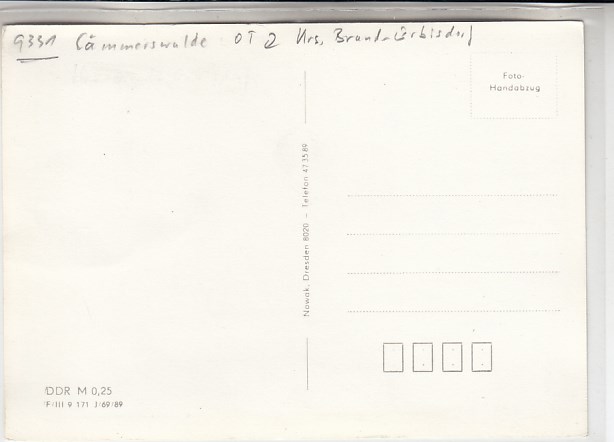 9331 Cämmerswalde OT 2 Krs. Brand-Erbisdorf
Foto-
Handabzug
Nowak, Dresden 8020 – Telefon 47 35 89
DDR M 0,25
F/III 9 171 J/69/89